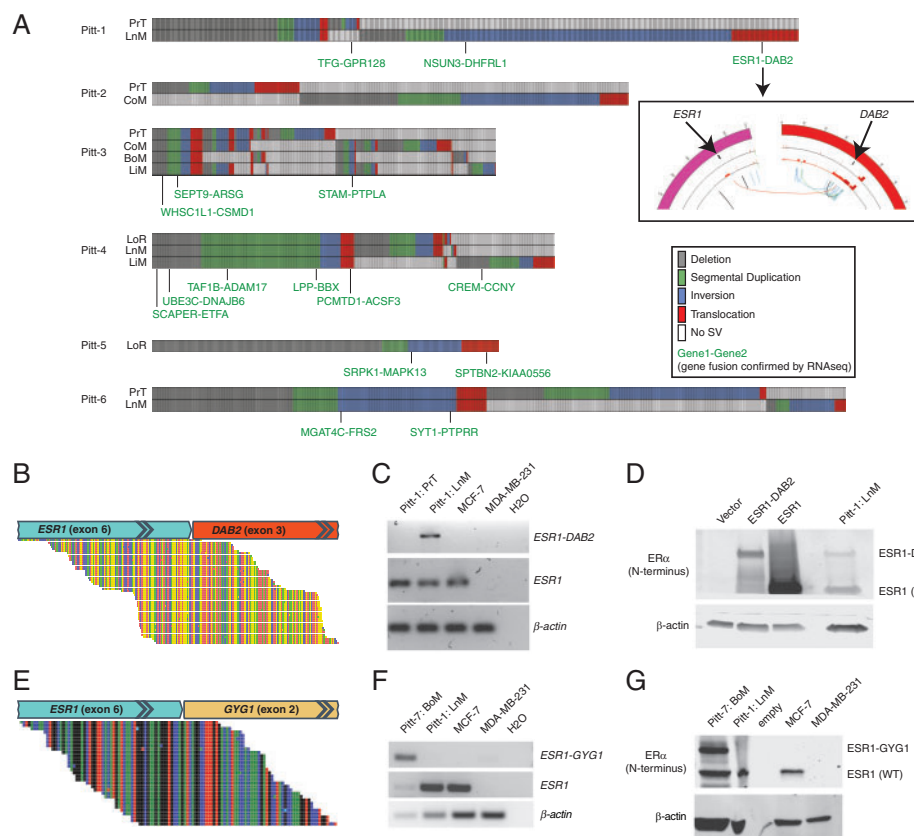 A
Pitt-1
PrT
LnM
TFG-GPR128
NSUN3-DHFRL1
ESR1-DAB2
Pitt-2
PrT
CoM
ESR1
DAB2
Pitt-3
PrT
CoM
BoM
LiM
SEPT9-ARSG
WHSC1L1-CSMD1
STAM-PTPLA
Pitt-4
LoR
LnM
LiM
TAF1B-ADAM17
LPP-BBX
CREM-CCNY
UBE3C-DNAJB6
PCMTD1-ACSF3
SCAPER-ETFA
Deletion
Segmental Duplication
Inversion
Translocation
No SV
Gene1-Gene2
(gene fusion confirmed by RNAseq)
Pitt-5
LoR
SRPK1-MAPK13
SPTBN2-KIAA0556
Pitt-6
PrT
LnM
MGAT4C-FRS2
SYT1-PTPRR
B
ESR1 (exon 6)
DAB2 (exon 3)
C
Pitt-1: PrT
Pitt-1: LnM
MCF-7
MDA-MB-231
H2O
ESR1-DAB2
ESR1
β-actin
D
Vector
ESR1-DAB2
ESR1
Pitt-1: LnM
ERα
(N-terminus)
ESR1-D
ESR1 (
β-actin
E
ESR1 (exon 6)
GYG1 (exon 2)
F
Pitt-7: BoM
Pitt-1: LnM
MCF-7
MDA-MB-231
H2O
ESR1-GYG1
ESR1
β-actin
G
Pitt-7: BoM
Pitt-1: LnM
empty
MCF-7
MDA-MB-231
ERα
(N-terminus)
ESR1-GYG1
ESR1 (WT)
β-actin